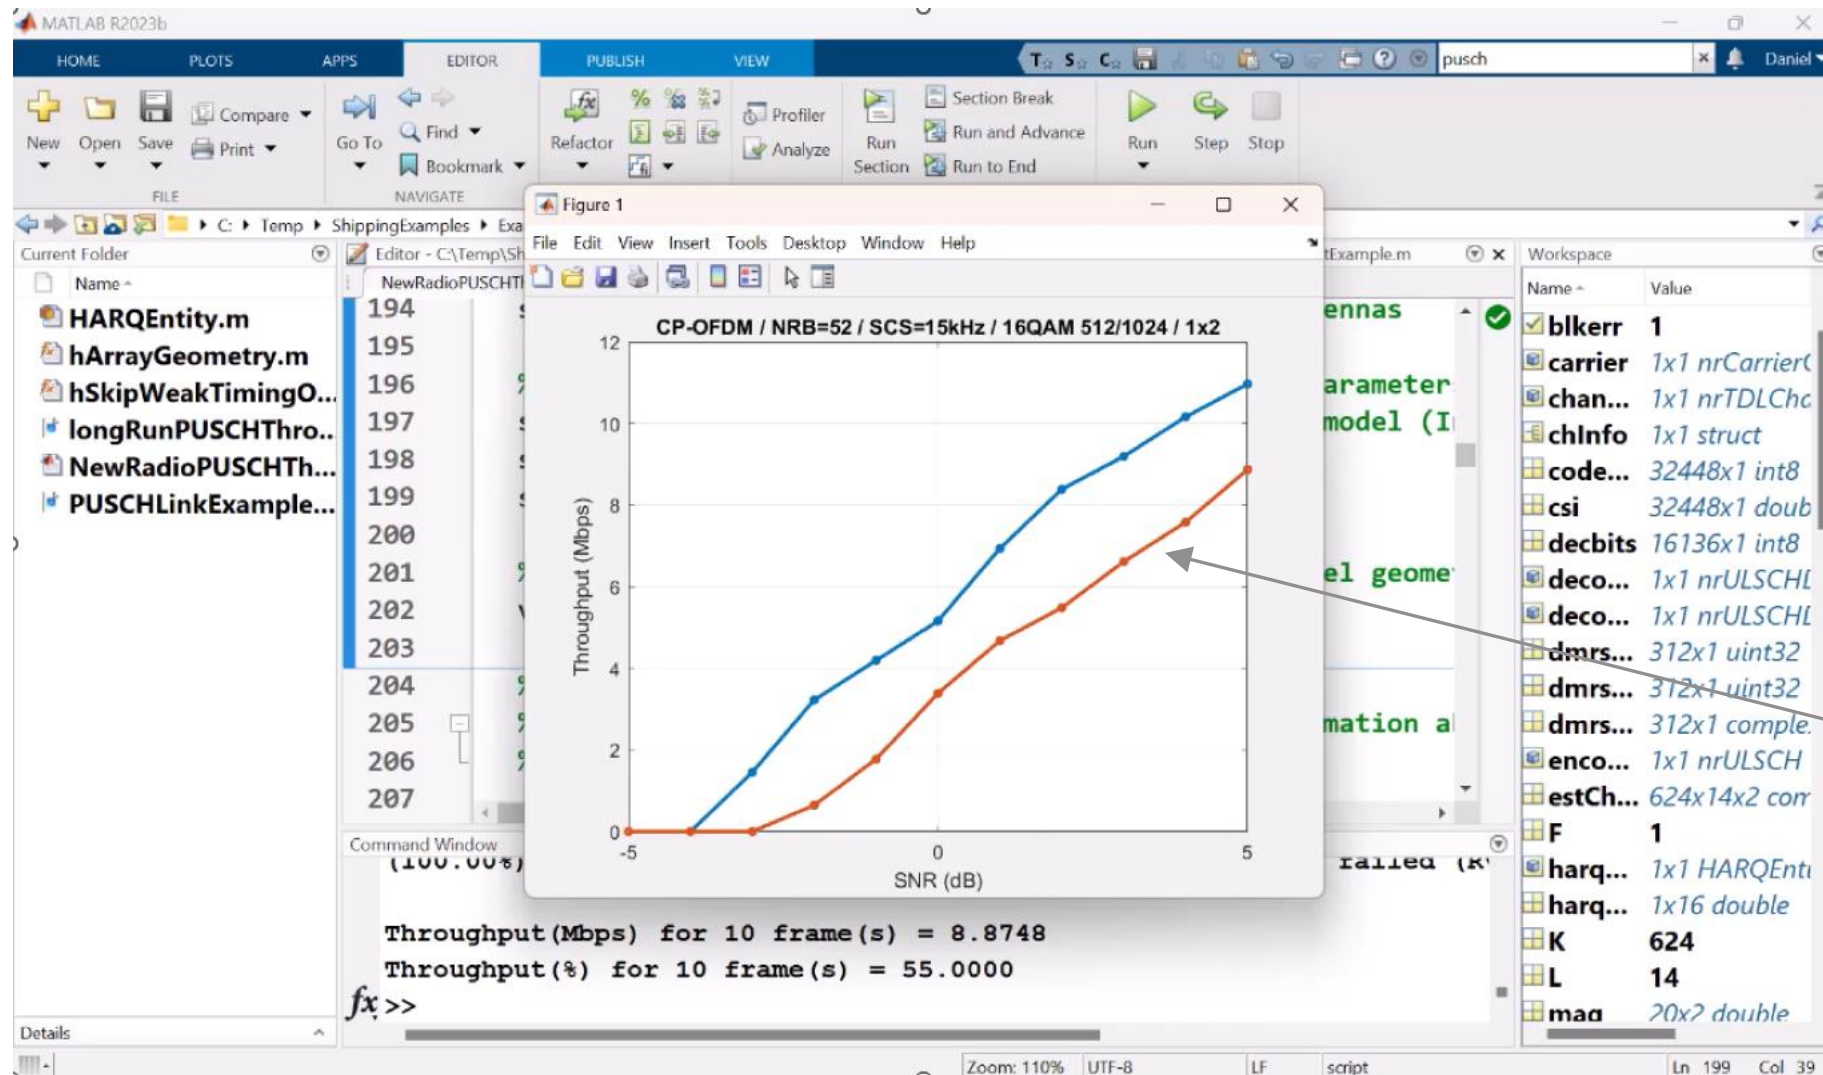 MATLAB R2023b
HOME PLOTS APPS EDITOR PUBLISH VIEW
pusch
Daniel
New Open Save Compare Print
FILE
Go To Find Bookmark
NAVIGATE
Refactor
Profiler
Analyze
Run Section
Section Break
Run and Advance
Run to End
Run Step Stop
C: Temp ShippingExamples Exa
Current Folder
Name
HARQEntity.m
hArrayGeometry.m
hSkipWeakTimingO...
longRunPUSCHThro...
NewRadioPUSCHTh...
PUSCHLinkExample...
Details
Editor - C:\Temp\Sh
tExample.m
NewRadioPUSCHT
194
ennas
195
196 %
arameter
197
model (I
198
199
200
201 %
el geome
202
203
204 %
205 %
mation a
206 %
207
Figure 1
File Edit View Insert Tools Desktop Window Help
CP-OFDM / NRB=52 / SCS=15kHz / 16QAM 512/1024 / 1x2
12
10
8
6
4
2
0
Throughput (Mbps)
-5 0 5
SNR (dB)
Command Window
(100.00%)
failed (R
Throughput(Mbps) for 10 frame(s) = 8.8748
Throughput(%) for 10 frame(s) = 55.0000
fx >>
Workspace
Name Value
blkerr 1
carrier 1x1 nrCarrierC
chan... 1x1 nrTDLCha
chInfo 1x1 struct
code... 32448x1 int8
csi 32448x1 doub
decbits 16136x1 int8
deco... 1x1 nrULSCHD
deco... 1x1 nrULSCHD
dmrs... 312x1 uint32
dmrs... 312x1 uint32
dmrs... 312x1 comple.
enco... 1x1 nrULSCH
estCh... 624x14x2 com
F 1
harq... 1x1 HARQEnti
harq... 1x16 double
K 624
L 14
mag 20x2 double
Zoom: 110% UTF-8 LF script Ln 199 Col 39